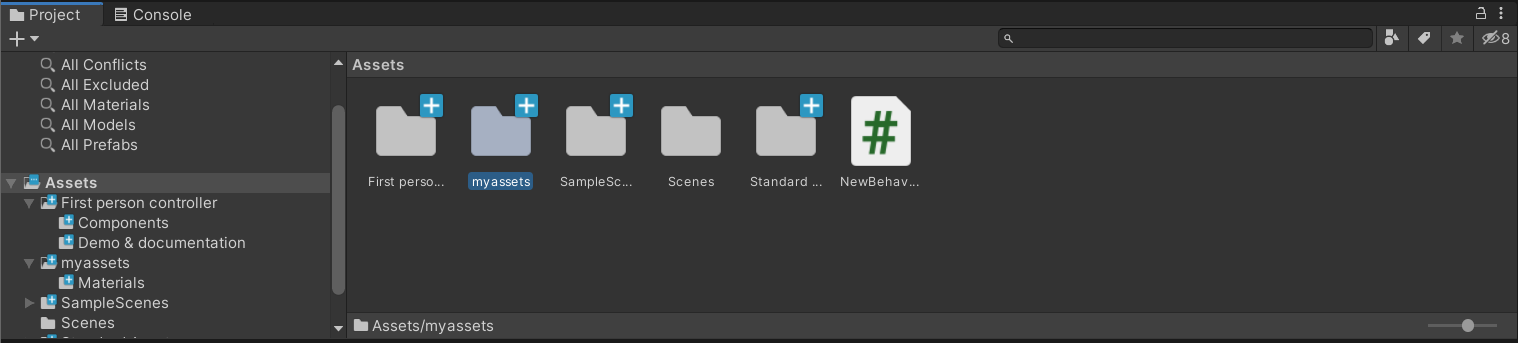 Project
Console
8
All Conflicts
All Excluded
All Materials
All Models
All Prefabs
Assets
First person controller
Components
Demo & documentation
myassets
Materials
SampleScenes
Scenes
Assets
First perso...
myassets
SampleSc...
Scenes
Standard ...
NewBehav...
#
Assets/myassets